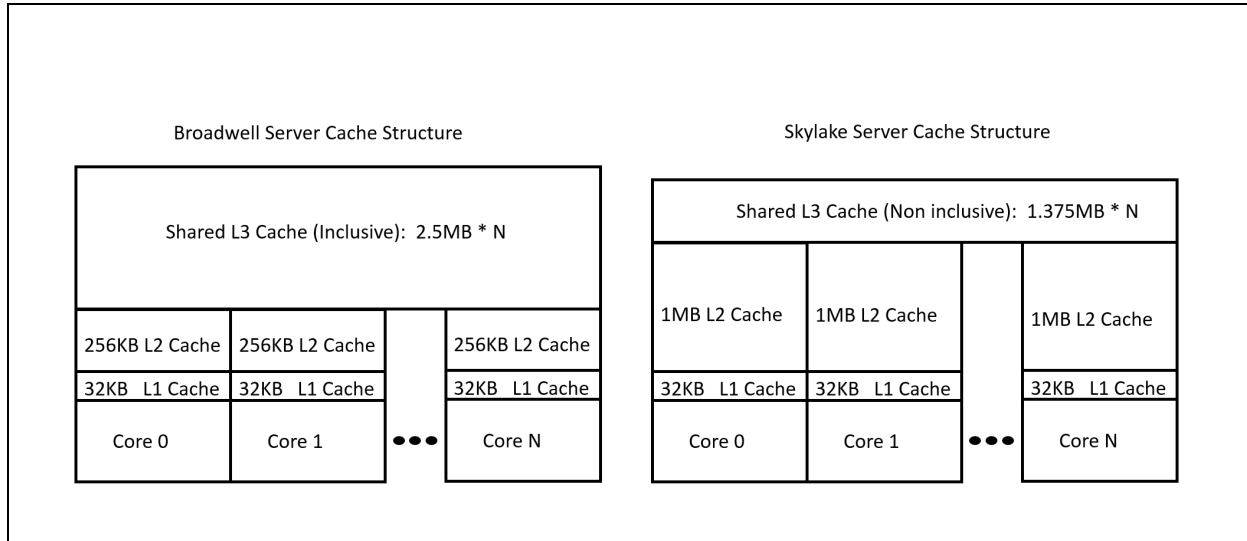 Broadwell Server Cache Structure
Shared L3 Cache (Inclusive): 2.5MB * N
256KB L2 Cache
256KB L2 Cache
256KB L2 Cache
32KB L1 Cache
32KB L1 Cache
32KB L1 Cache
Core 0
Core 1
Core N
Skylake Server Cache Structure
Shared L3 Cache (Non inclusive): 1.375MB * N
1MB L2 Cache
1MB L2 Cache
1MB L2 Cache
32KB L1 Cache
32KB L1 Cache
32KB L1 Cache
Core 0
Core 1
Core N